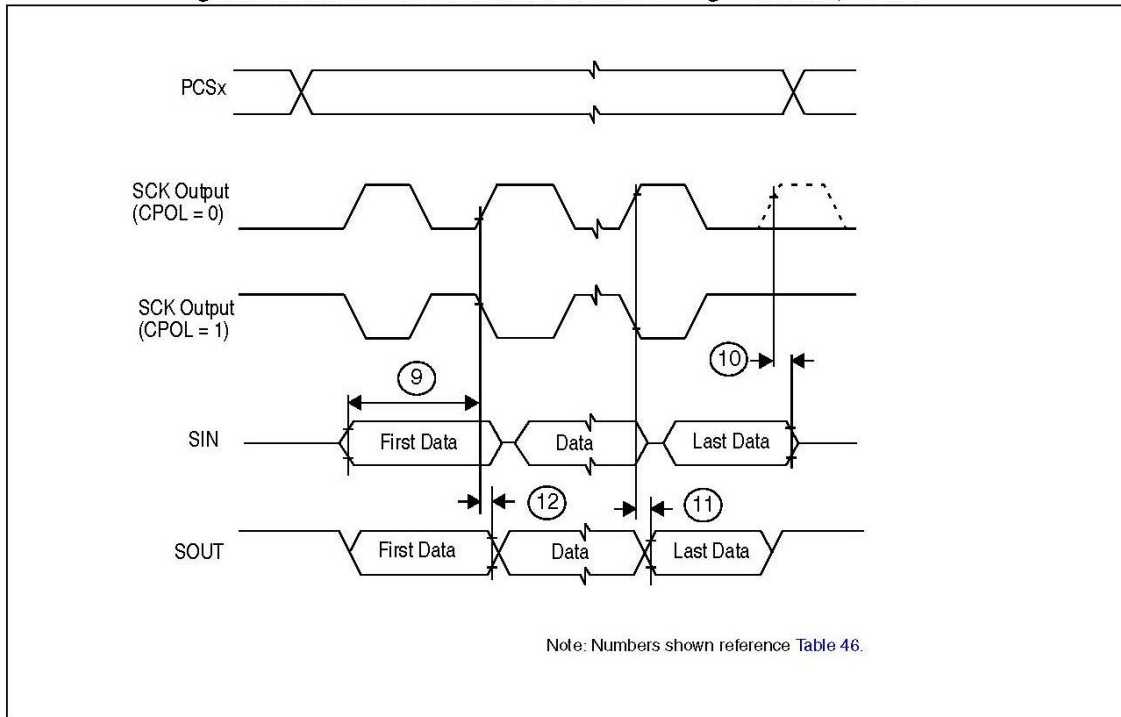 PCSx
SCK Output
(CPOL = 0)
SCK Output
(CPOL = 1)
10
9
SIN
First Data
Data
Last Data
12
11
SOUT
First Data
Data
Last Data
Note: Numbers shown reference Table 46.